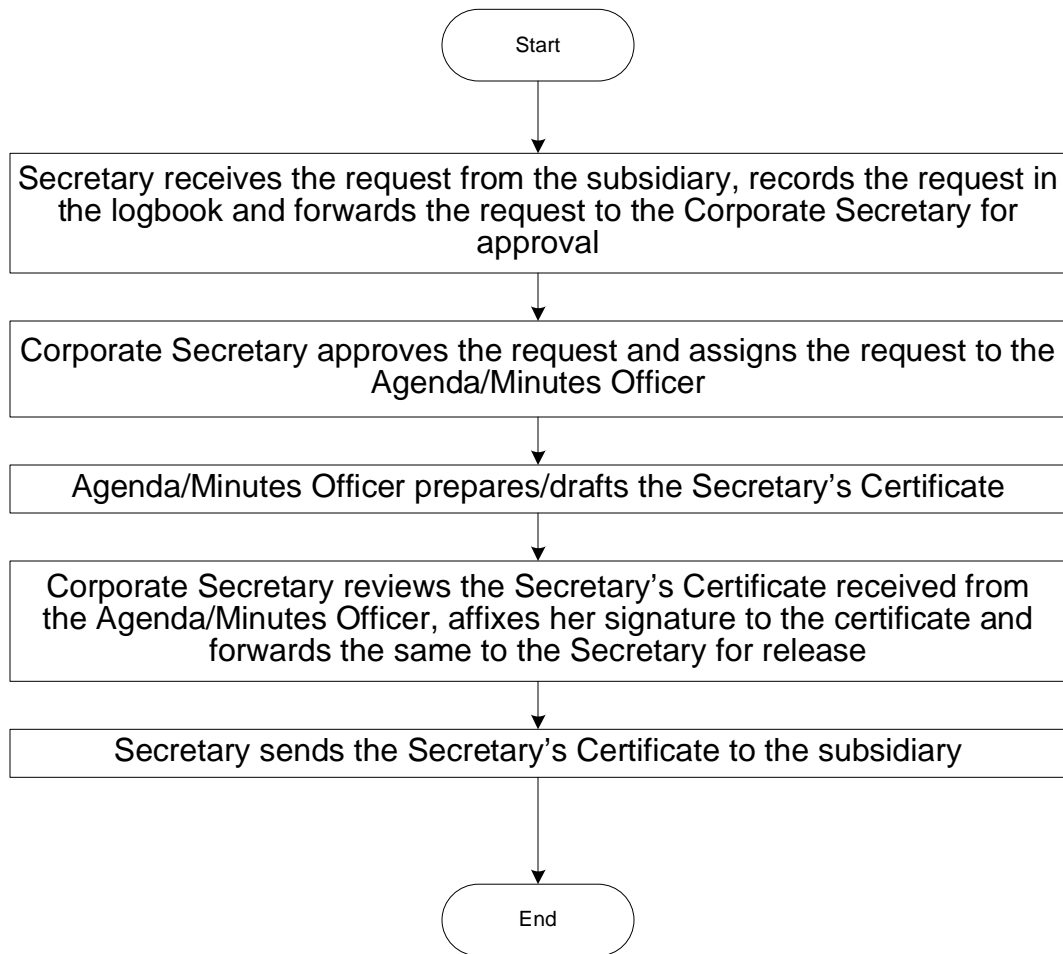 Start
Secretary receives the request from the subsidiary, records the request in
the logbook and forwards the request to the Corporate Secretary for
approval
Corporate Secretary approves the request and assigns the request to the
Agenda/Minutes Officer
Agenda/Minutes Officer prepares/drafts the Secretary’s Certificate
Corporate Secretary reviews the Secretary’s Certificate received from
the Agenda/Minutes Officer, affixes her signature to the certificate and
forwards the same to the Secretary for release
Secretary sends the Secretary’s Certificate to the subsidiary
End